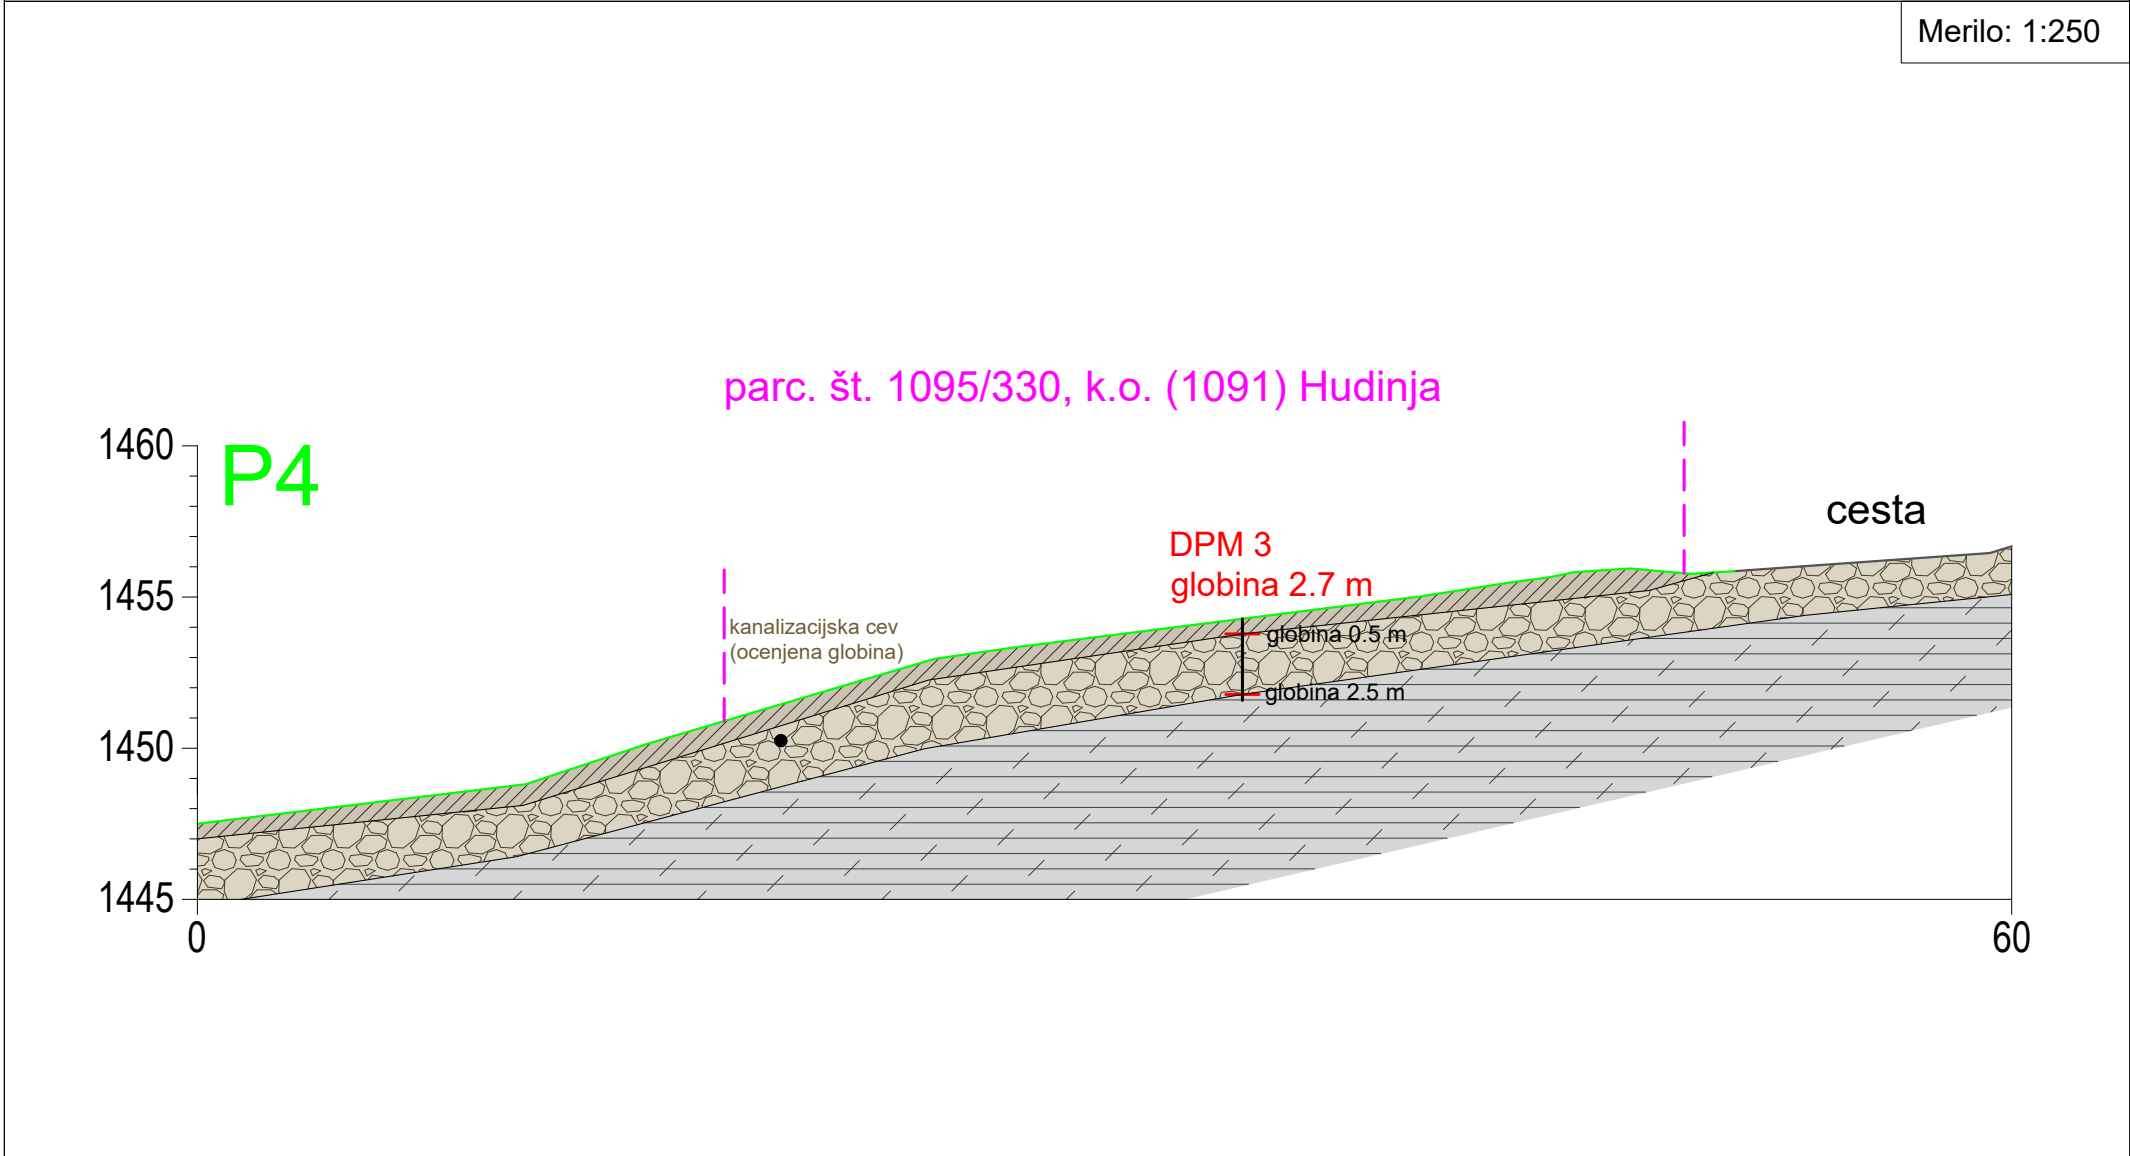 Merilo: 1:250
parc. št. 1095/330, k.o. (1091) Hudinja
1460
P4
cesta
DPM 3
globina 2.7 m
1455
kanalizacijska cev
(ocenjena globina)
globina 0.5 m
globina 2.5 m
1450
1445
0
60